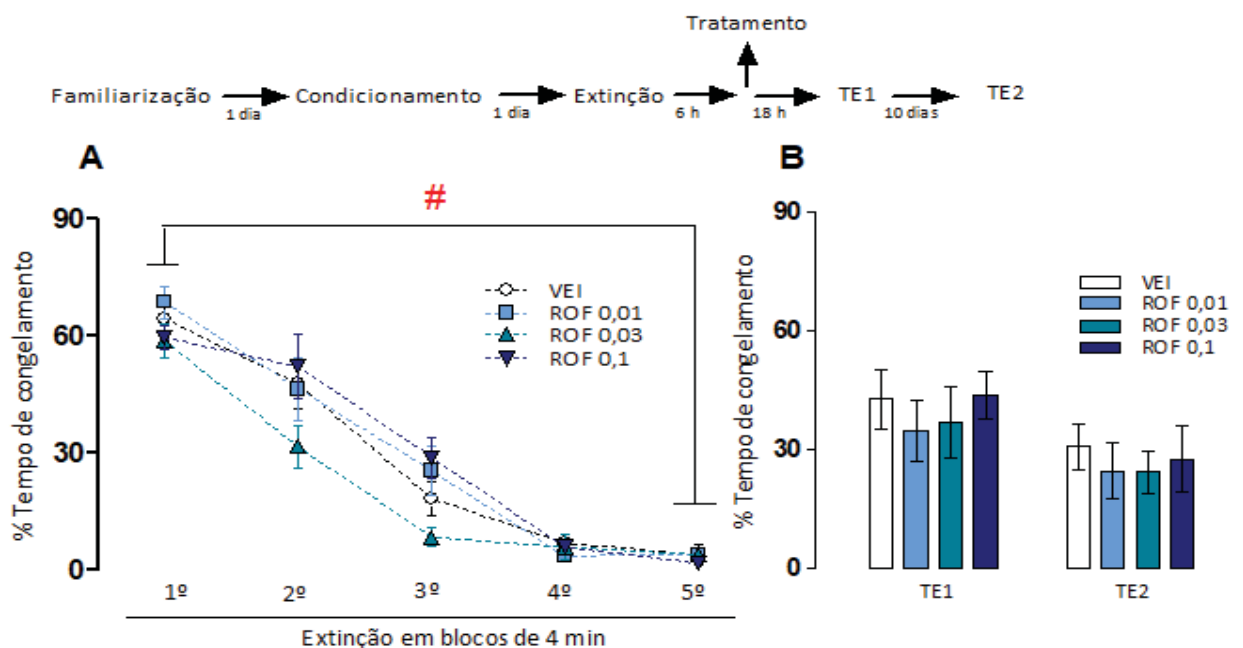 Tratamento
Familiarização Condicionamento Extinção TE1 TE2
1 dia 1 dia 6 h 18 h 10 dias
A
#
90
60
30
0
% Tempo de congelamento
VEI
ROF 0,01
ROF 0,03
ROF 0,1
1º 2º 3º 4º 5º
Extinção em blocos de 4 min
B
90
60
30
0
% Tempo de congelamento
VEI
ROF 0,01
ROF 0,03
ROF 0,1
TE1 TE2